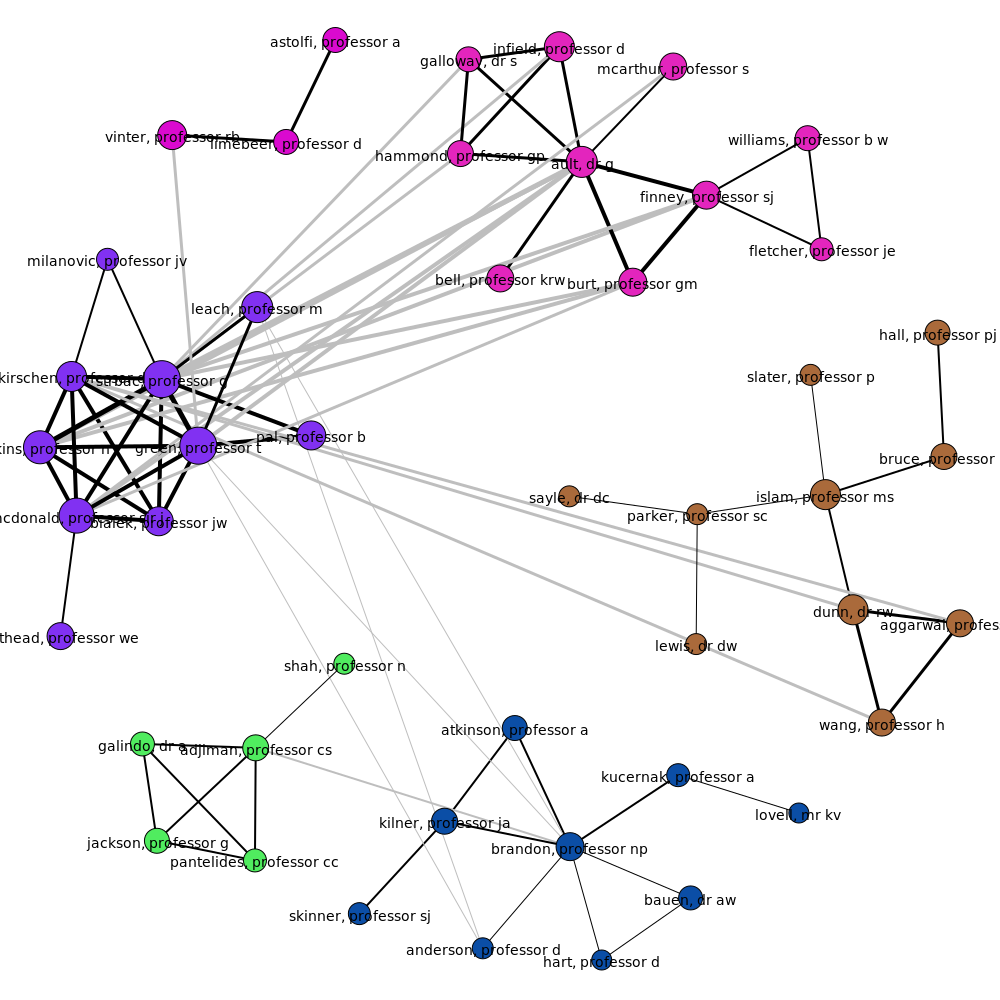 astolfi, professor a
infield, professor d
galloway, dr s
mcarthur, professor s
vinter, professor rb
limebeer, professor d
williams, professor b w
hammond, professor gp
ault, dr g
finney, professor sj
fletcher, professor je
milanovic, professor jv
bell, professor krw
burt, professor gm
leach, professor m
hall, professor pj
slater, professor p
kirschen, professor
professor g
pal, professor b
green, professor t
bruce, professor
sayle, dr dc
islam, professor ms
parker, professor sc
bialek, professor jw
mcdonald, professor
dunn, dr rw
aggarwal, profes
thead, professor we
lewis, dr dw
shah, professor n
wang, professor h
atkinson, professor a
galindo, dr a
adjiman, professor cs
kucernak, professor a
lovell, mr kv
kilner, professor ja
jackson, professor g
brandon, professor np
pantelides, professor cc
bauen, dr aw
skinner, professor sj
anderson, professor d
hart, professor d